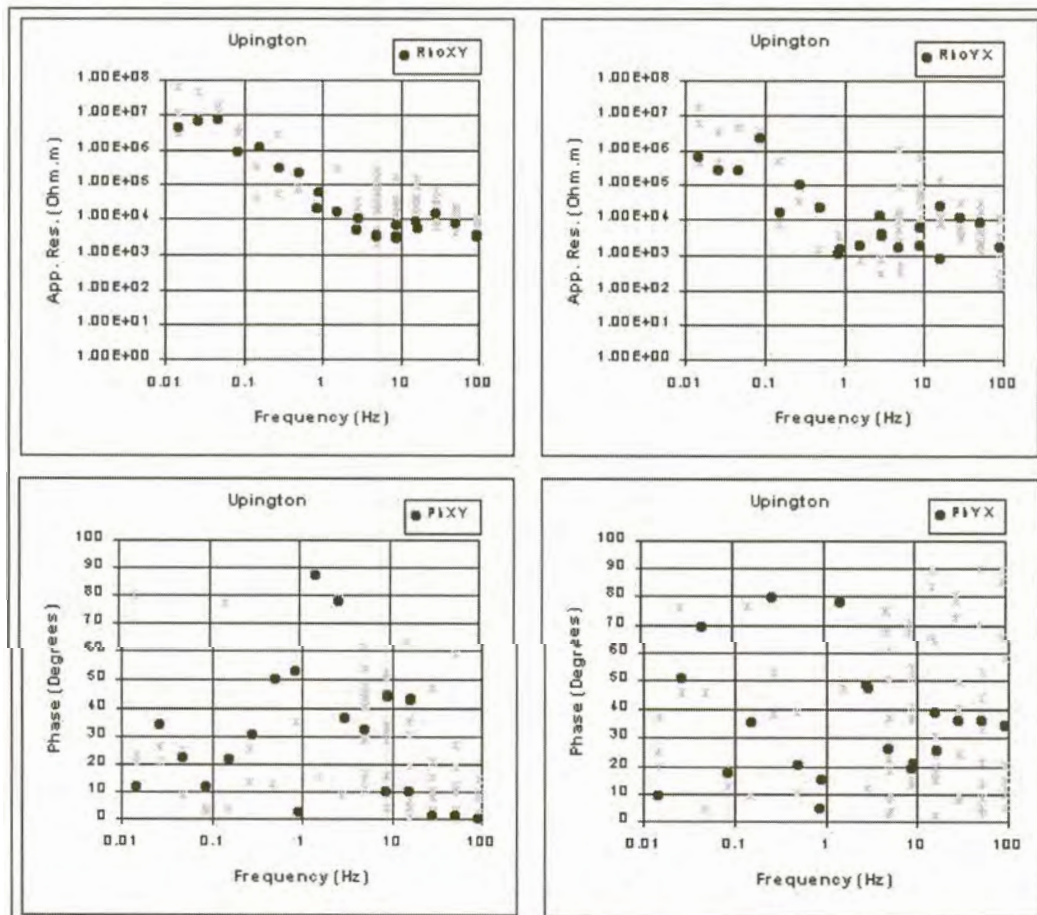 Upington
RhoXY
1.00E+08
1.00E+07
1.00E+06
1.00E+05
1.00E+04
1.00E+03
1.00E+02
1.00E+01
1.00E+00
App. Res. (Ohm.m)
0.01 0.1 1 10 100
Frequency (Hz)
Upington
RhoYX
1.00E+08
1.00E+07
1.00E+06
1.00E+05
1.00E+04
1.00E+03
1.00E+02
1.00E+01
1.00E+00
App. Res. (Ohm.m)
0.01 0.1 1 10 100
Frequency (Hz)
Upington
PhXY
100
90
80
70
60
50
40
30
20
10
0
Phase (Degrees)
0.01 0.1 1 10 100
Frequency (Hz)
Upington
PhYX
100
90
80
70
60
50
40
30
20
10
0
Phase (Degrees)
0.01 0.1 1 10 100
Frequency (Hz)